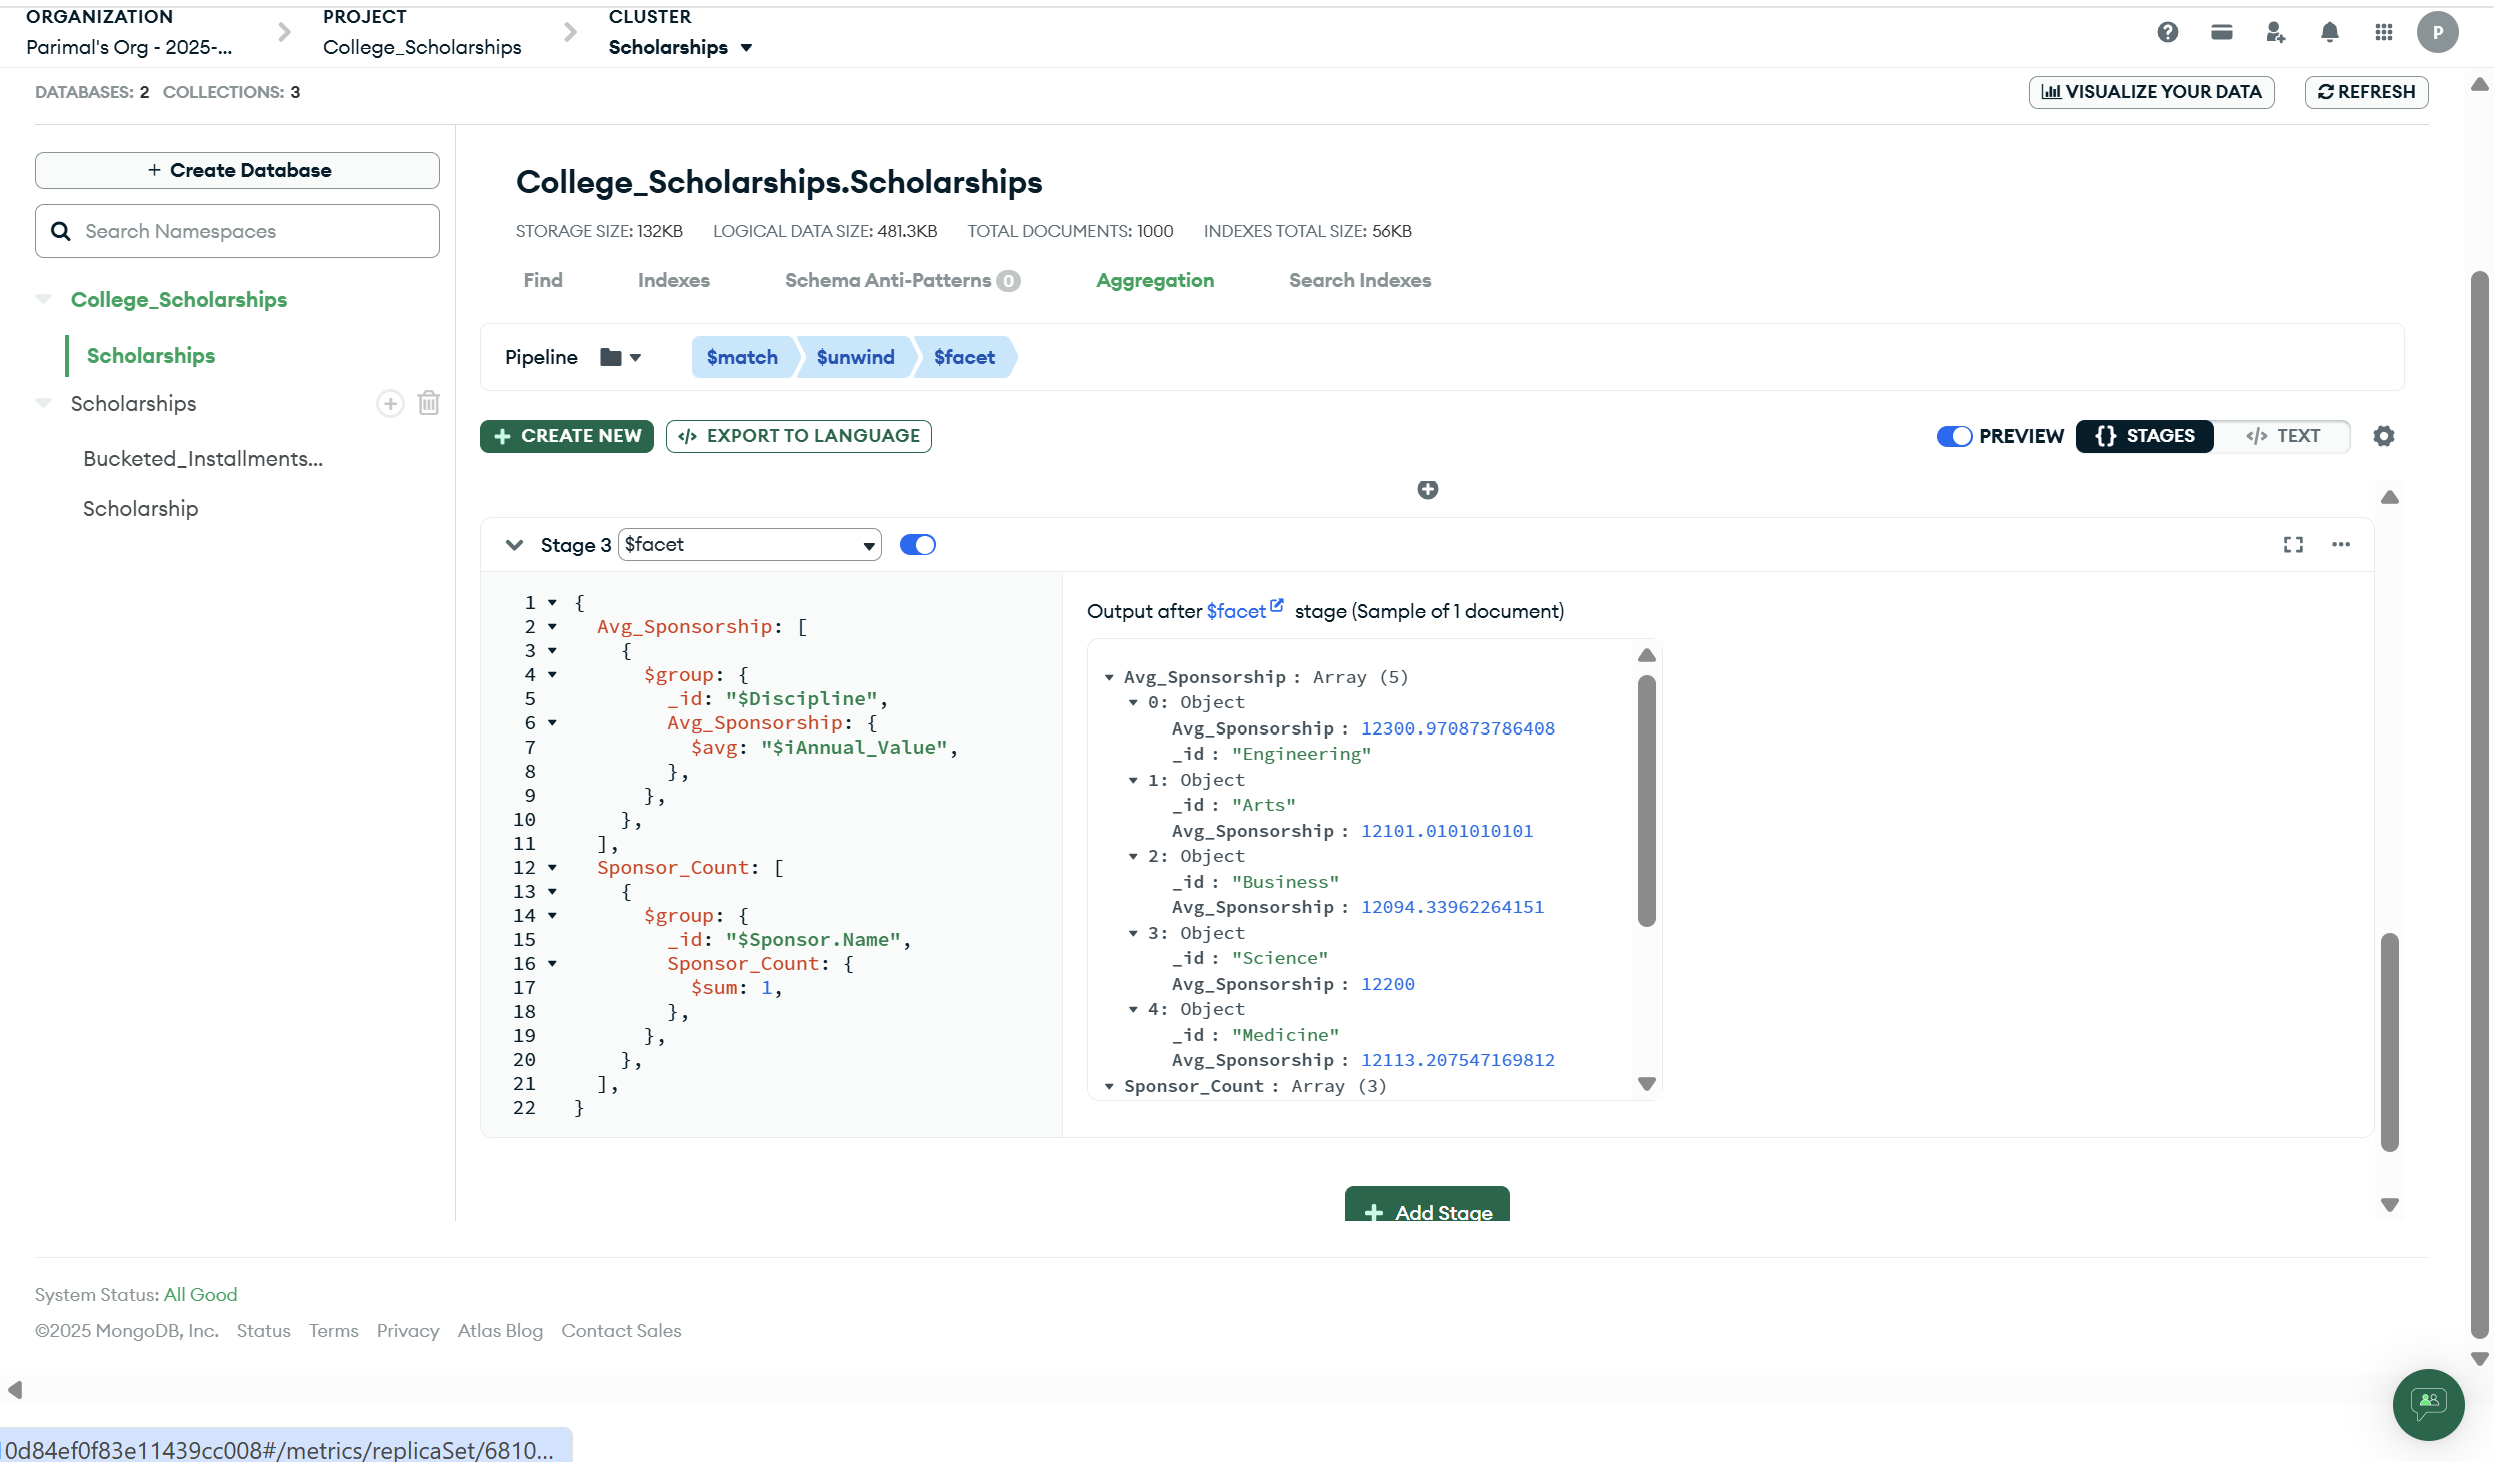 ORGANIZATION
Parimal's Org - 2025-...
PROJECT
College_Scholarships
CLUSTER
Scholarships
P
DATABASES: 2 COLLECTIONS: 3
VISUALIZE YOUR DATA
REFRESH
+ Create Database
Search Namespaces
College_Scholarships
Scholarships
Scholarships
Bucketed_Installments...
Scholarship
College_Scholarships.Scholarships
STORAGE SIZE: 132KB LOGICAL DATA SIZE: 481.3KB TOTAL DOCUMENTS: 1000 INDEXES TOTAL SIZE: 56KB
Find Indexes Schema Anti-Patterns 0 Aggregation Search Indexes
Pipeline $match $unwind $facet
+ CREATE NEW
</> EXPORT TO LANGUAGE
PREVIEW
{} STAGES
</> TEXT
Stage 3 $facet
1 {
2 Avg_Sponsorship: [
3 {
4 $group: {
5 _id: "$Discipline",
6 Avg_Sponsorship: {
7 $avg: "$iAnnual_Value",
8 },
9 },
10 },
11 ],
12 Sponsor_Count: [
13 {
14 $group: {
15 _id: "$Sponsor.Name",
16 Sponsor_Count: {
17 $sum: 1,
18 },
19 },
20 },
21 ],
22 }
Output after $facet stage (Sample of 1 document)
Avg_Sponsorship : Array (5)
0: Object
Avg_Sponsorship : 12300.970873786408
_id : "Engineering"
1: Object
_id : "Arts"
Avg_Sponsorship : 12101.0101010101
2: Object
_id : "Business"
Avg_Sponsorship : 12094.33962264151
3: Object
_id : "Science"
Avg_Sponsorship : 12200
4: Object
_id : "Medicine"
Avg_Sponsorship : 12113.207547169812
Sponsor_Count : Array (3)
+ Add Stage
System Status: All Good
©2025 MongoDB, Inc. Status Terms Privacy Atlas Blog Contact Sales
10d84ef0f83e11439cc008#/metrics/replicaSet/6810...